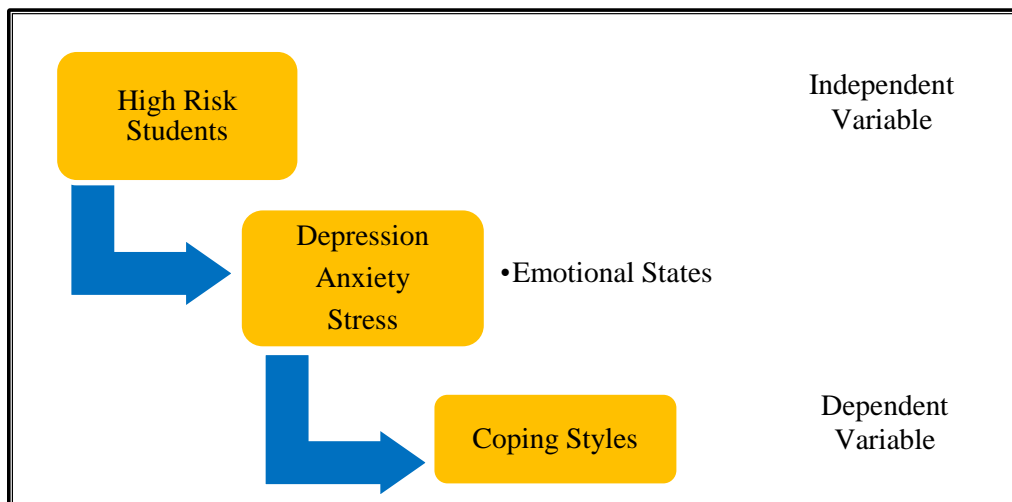 High Risk
Students
Independent
Variable
Depression
Anxiety
Stress
•Emotional States
Coping Styles
Dependent
Variable